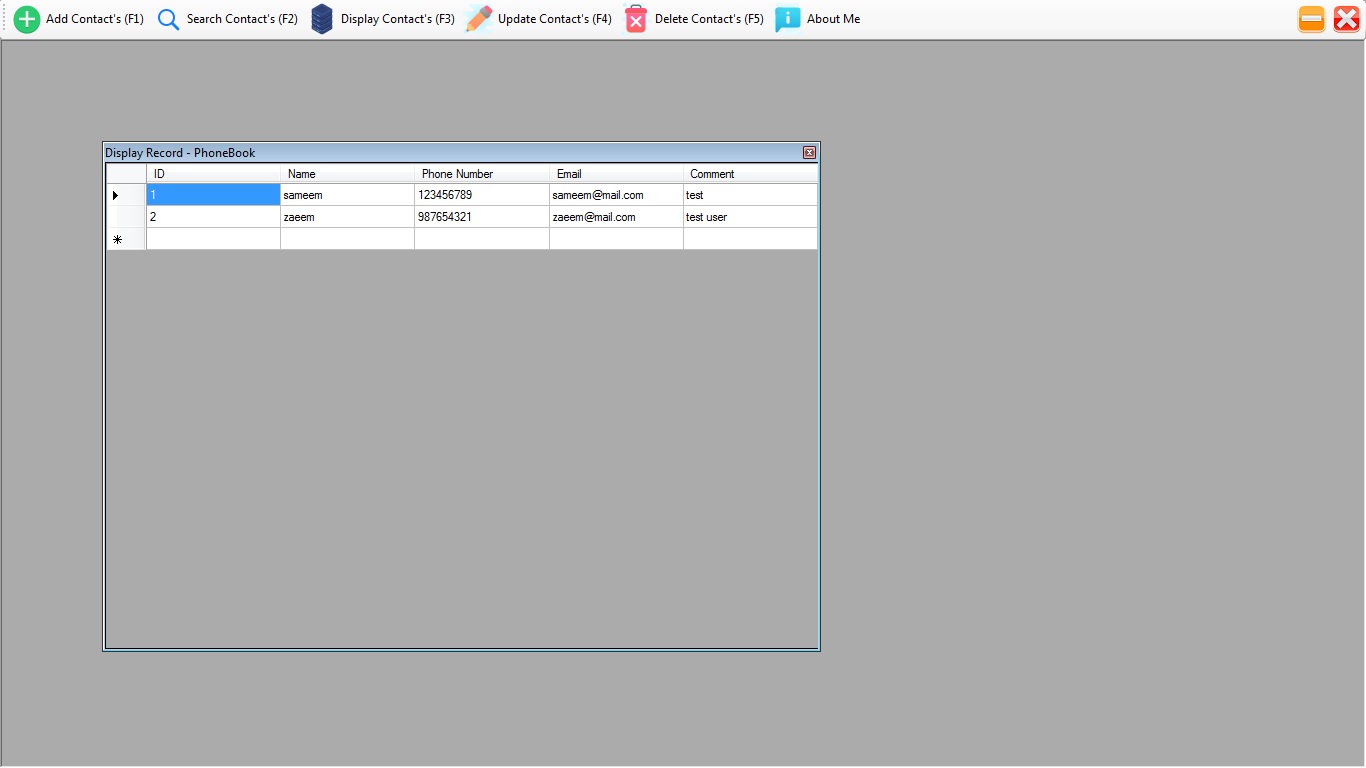 Add Contact's (F1) Search Contact's (F2) Display Contact's (F3) Update Contact's (F4) Delete Contact's (F5) About Me
Display Record - PhoneBook
ID Name Phone Number Email Comment
1 sameem 123456789 sameem@mail.com test
2 zaeem 987654321 zaeem@mail.com test user